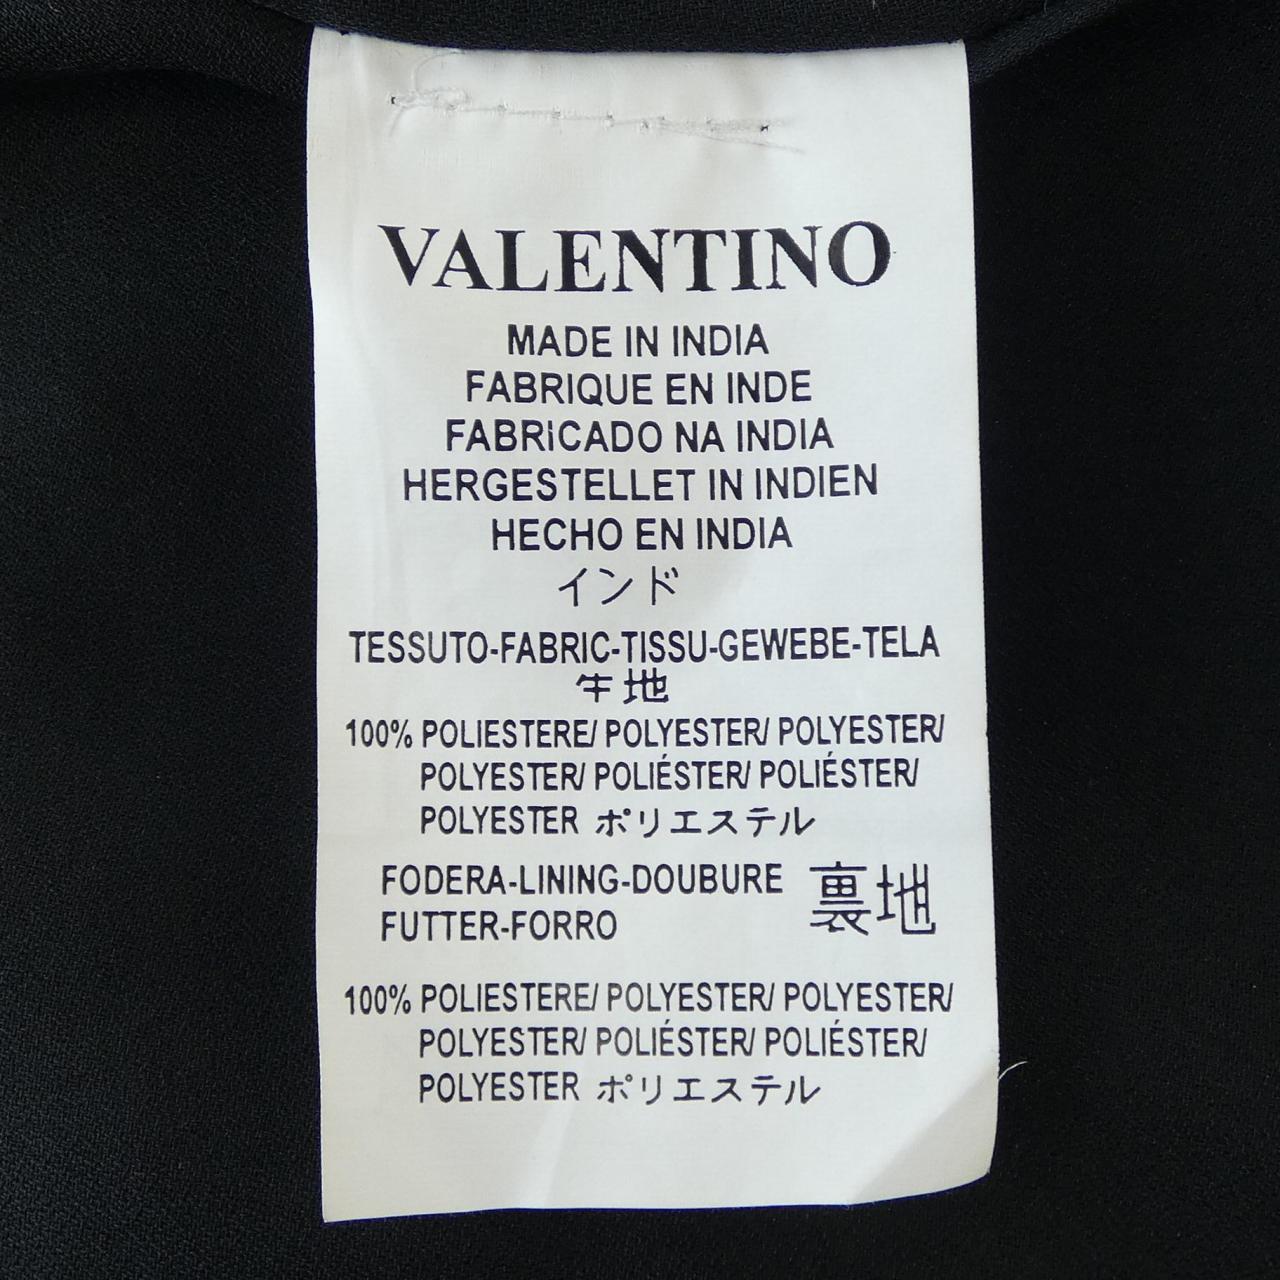 VALENTINO
MADE IN INDIA
FABRIQUE EN INDE
FABRICADO NA INDIA
HERGESTELLET IN INDIEN
HECHO EN INDIA
インド
TESSUTO-FABRIC-TISSU-GEWEBE-TELA
牛地
100% POLIESTERE/ POLYESTER/ POLYESTER/
POLYESTER/ POLIÉSTER/ POLIÉSTER/
POLYESTER ポリエステル
FODERA-LINING-DOUBURE 裏地
FUTTER-FORRO
100% POLIESTERE/ POLYESTER/ POLYESTER/
POLYESTER/ POLIÉSTER/ POLIÉSTER/
POLYESTER ポリエステル